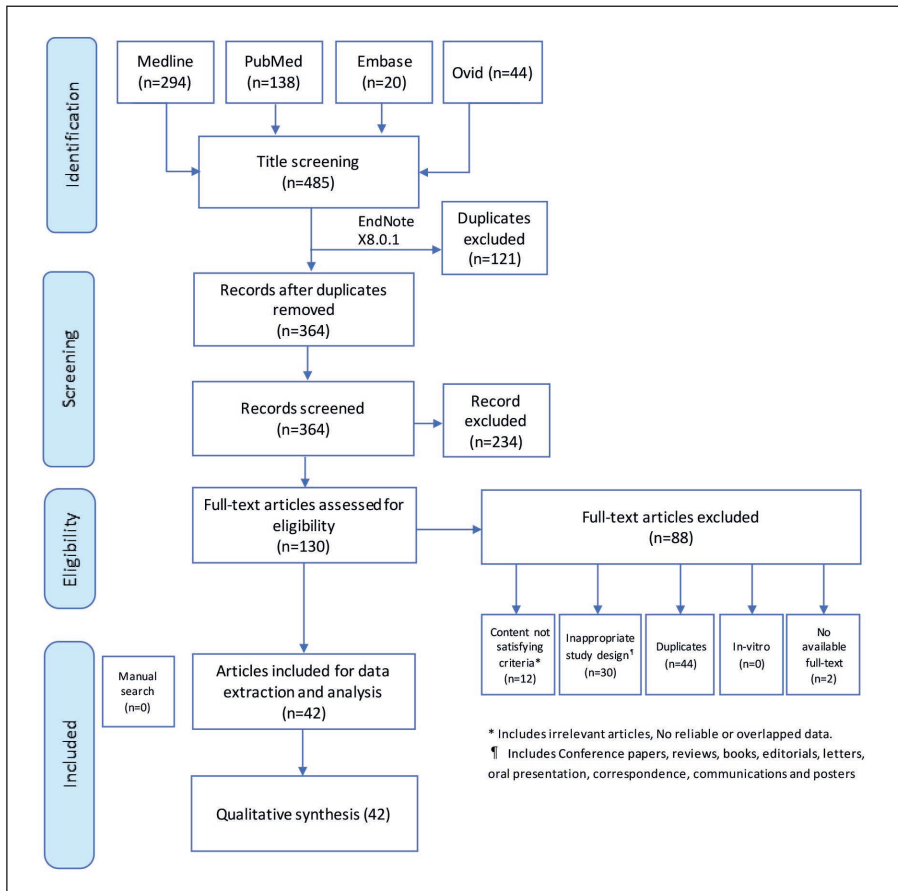 Identification
Medline
(n=294)
PubMed
(n=138)
Embase
(n=20)
Ovid (n=44)
Title screening
(n=485)
EndNote
X8.0.1
Duplicates
excluded
(n=121)
Screening
Records after duplicates
removed
(n=364)
Records screened
(n=364)
Record
excluded
(n=234)
Eligibility
Full-text articles assessed for
eligibility
(n=130)
Full-text articles excluded
(n=88)
Content not
satisfying
criteria*
(n=12)
Inappropriate
study design¶
(n=30)
Duplicates
(n=44)
In-vitro
(n=0)
No
available
full-text
(n=2)
Included
Manual
search
(n=0)
Articles included for data
extraction and analysis
(n=42)
Qualitative synthesis (42)
* Includes irrelevant articles, No reliable or overlapped data.
¶ Includes Conference papers, reviews, books, editorials, letters,
oral presentation, correspondence, communications and posters